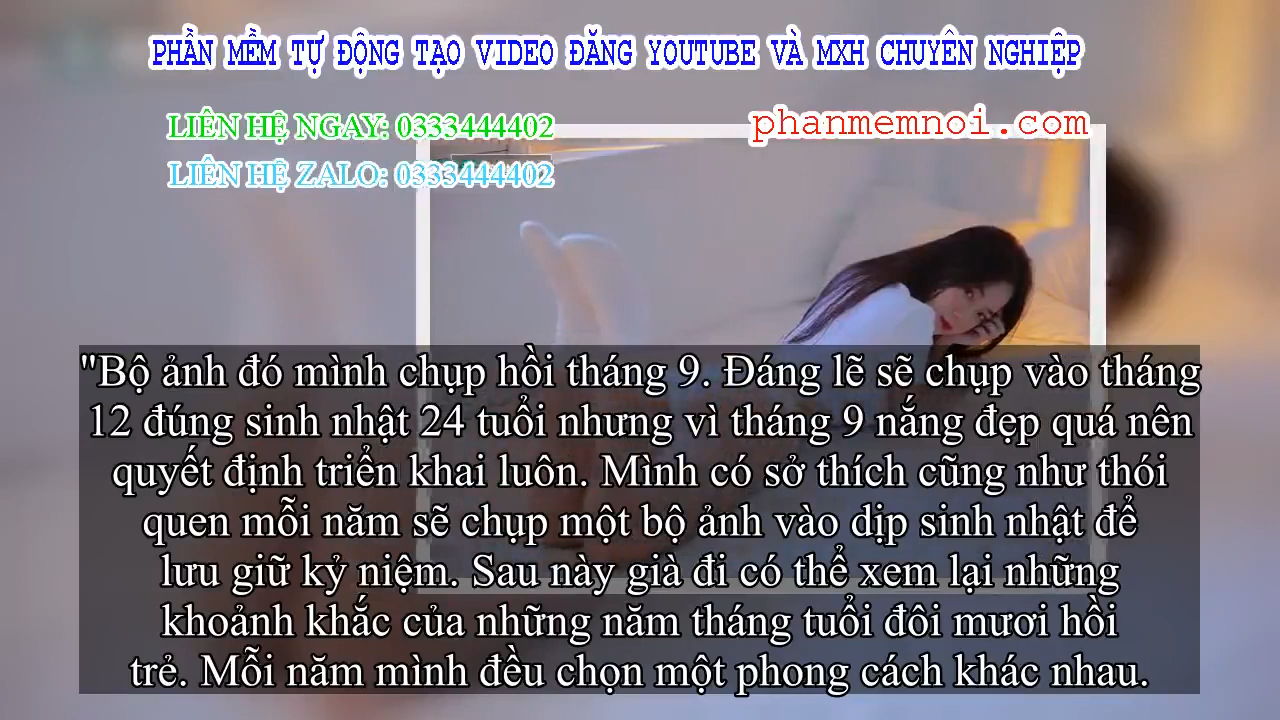 PHẦN MỀM TỰ ĐỘNG TẠO VIDEO ĐĂNG YOUTUBE VÀ MXH CHUYÊN NGHIỆP
LIÊN HỆ NGAY: 0333444402
phanmemnoi.com
LIÊN HỆ ZALO: 0333444402
"Bộ ảnh đó mình chụp hồi tháng 9. Đáng lẽ sẽ chụp vào tháng
12 đúng sinh nhật 24 tuổi nhưng vì tháng 9 nắng đẹp quá nên
quyết định triển khai luôn. Mình có sở thích cũng như thói
quen mỗi năm sẽ chụp một bộ ảnh vào dịp sinh nhật để
lưu giữ kỷ niệm. Sau này già đi có thể xem lại những
khoảnh khắc của những năm tháng tuổi đôi mươi hồi
trẻ. Mỗi năm mình đều chọn một phong cách khác nhau.